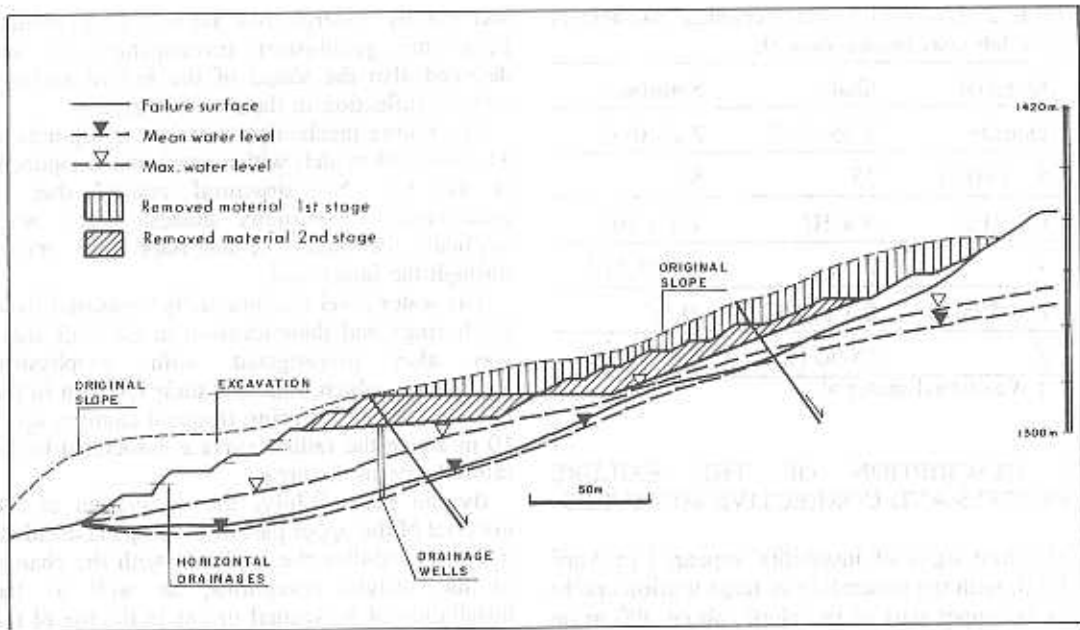 1420m
Failure surface
Mean water level
Max. water level
Removed material 1st stage
Removed material 2nd stage
ORIGINAL
SLOPE
ORIGINAL
SLOPE
EXCAVATION
1300m
50m
HORIZONTAL
DRAINAGES
DRAINAGE
WELLS